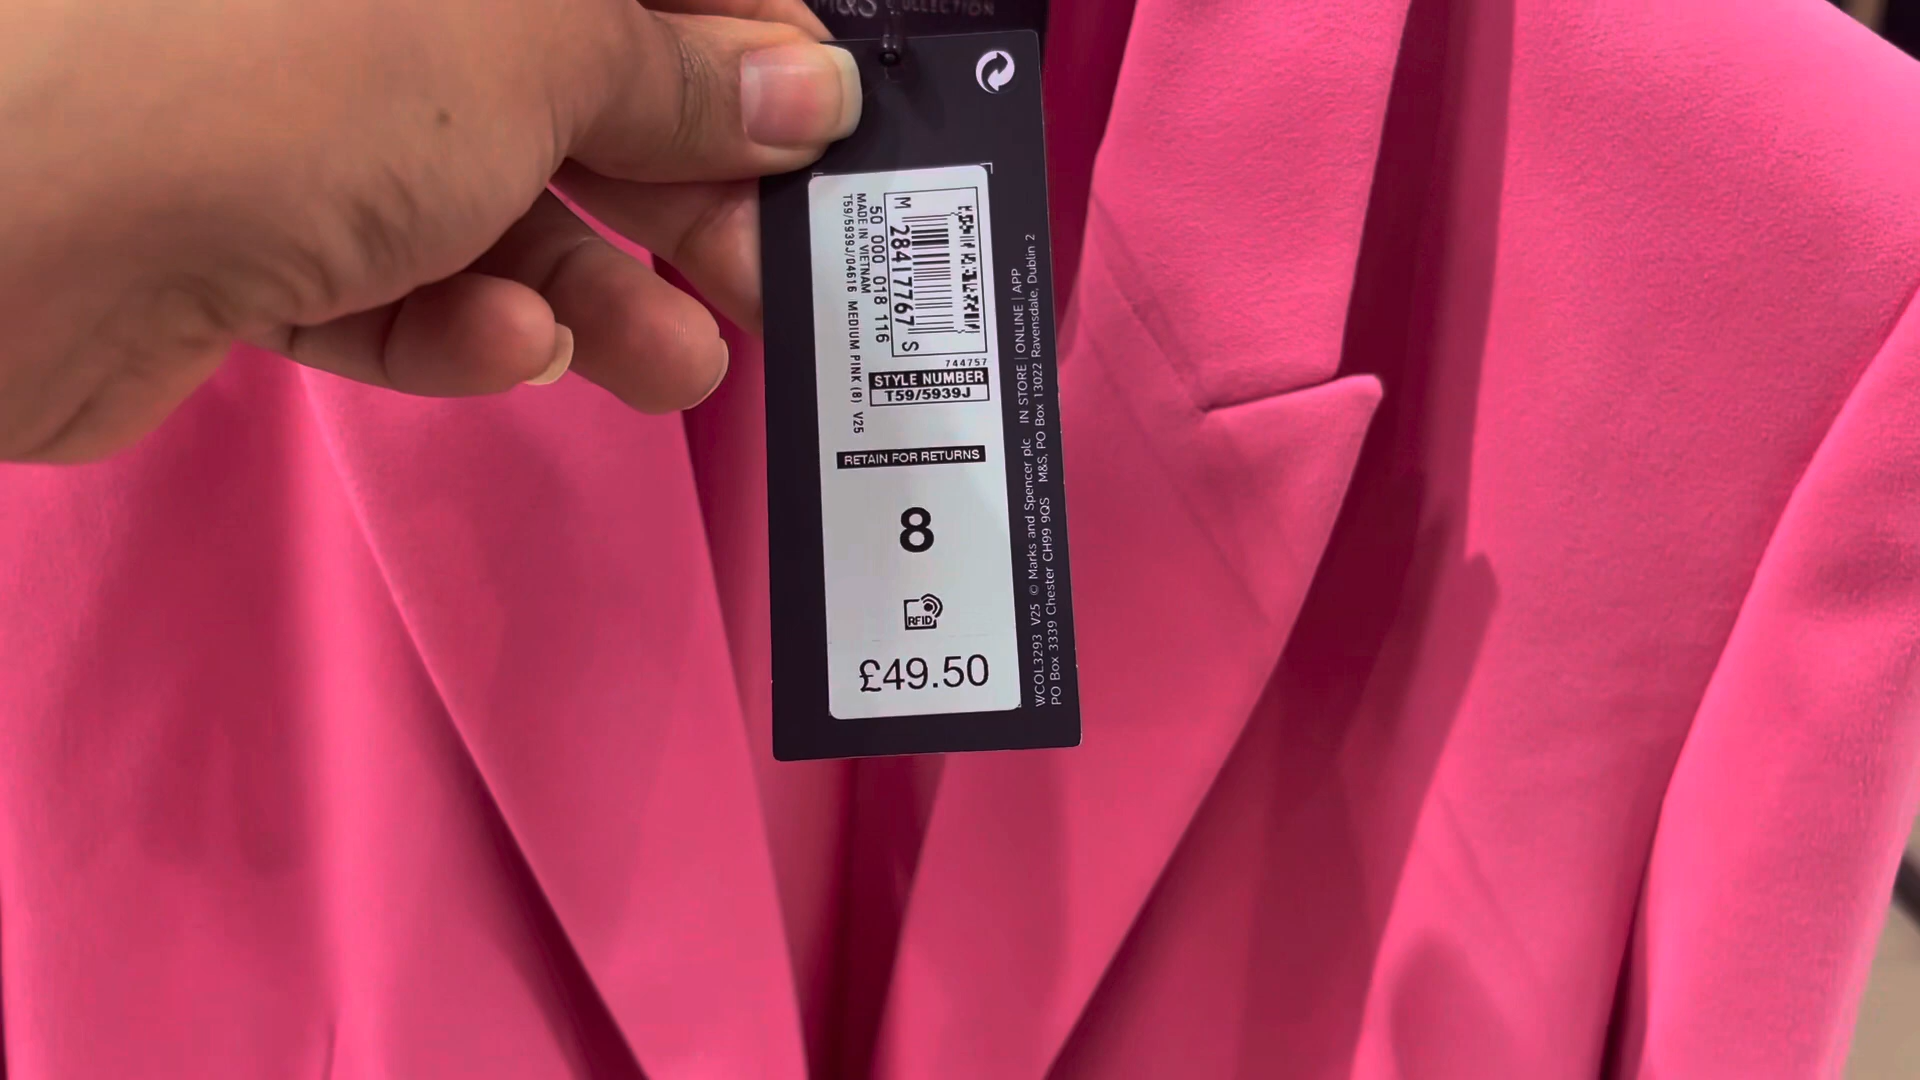 M&S COLLECTION
M 28417767 S
50 000 018 116
MADE IN VIETNAM
T59/5939J/04616 MEDIUM PINK (8) V25
744757
STYLE NUMBER
T59/5939J
RETAIN FOR RETURNS
8
RFID
£49.50
WCOL3293 V25 © Marks and Spencer plc IN STORE | ONLINE | APP
PO Box 3339 Chester CH99 9QS M&S, PO Box 13022 Ravensdale, Dublin 2